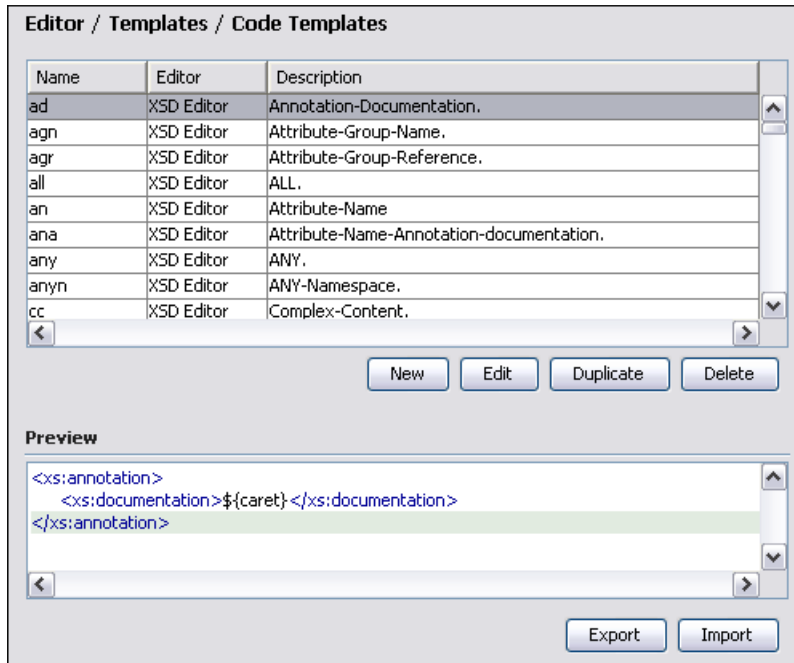 Editor / Templates / Code Templates
Name Editor Description
ad XSD Editor Annotation-Documentation.
agn XSD Editor Attribute-Group-Name.
agr XSD Editor Attribute-Group-Reference.
all XSD Editor ALL.
an XSD Editor Attribute-Name
ana XSD Editor Attribute-Name-Annotation-documentation.
any XSD Editor ANY.
anyn XSD Editor ANY-Namespace.
cc XSD Editor Complex-Content.
New Edit Duplicate Delete
Preview
<xs:annotation>
<xs:documentation>${caret}</xs:documentation>
</xs:annotation>
Export Import